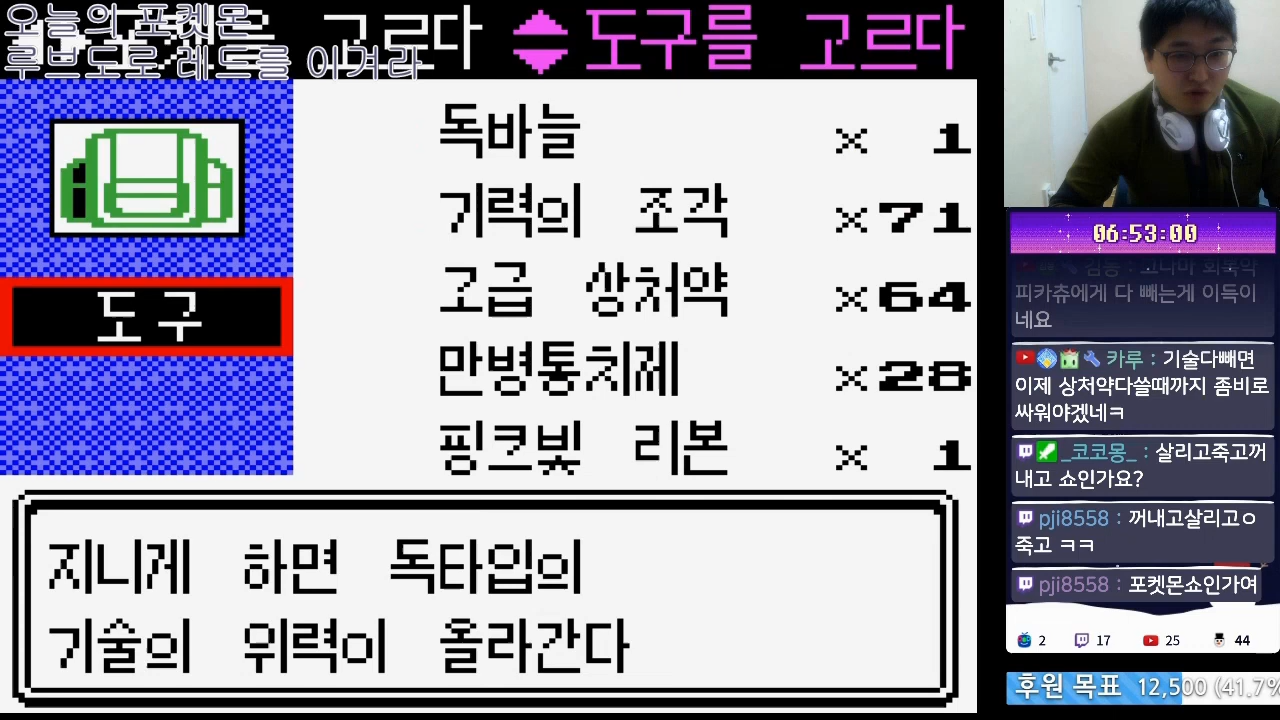 오늘의 포켓몬
루브도로 레드를 이겨라
고르다 도구를 고르다
독바늘 × 1
기력의 조각 ×71
고급 상처약 ×64
만병통치제 ×26
핑크빛 리본 × 1
도구
지니게 하면 독타입의
기술의 위력이 올라간다
06:53:00
피카츄에게 다 빼는게 이득이
네요
카루 : 기술다빼면
이제 상처약다쓸때까지 좀비로
싸워야겠네ㅋ
_코코몽_ : 살리고죽고꺼
내고 쇼인가요?
pji8558 : 꺼내고살리고ㅇ
죽고 ㅋㅋ
pji8558 : 포켓몬쇼인가여
2 17 25 44
후원 목표 12,500 (41.7%